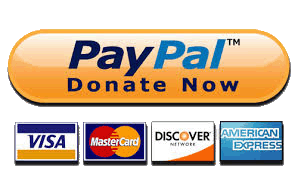 PayPal™
Donate Now
VISA
MasterCard
DISCOVER
NETWORK
AMERICAN
EXPRESS